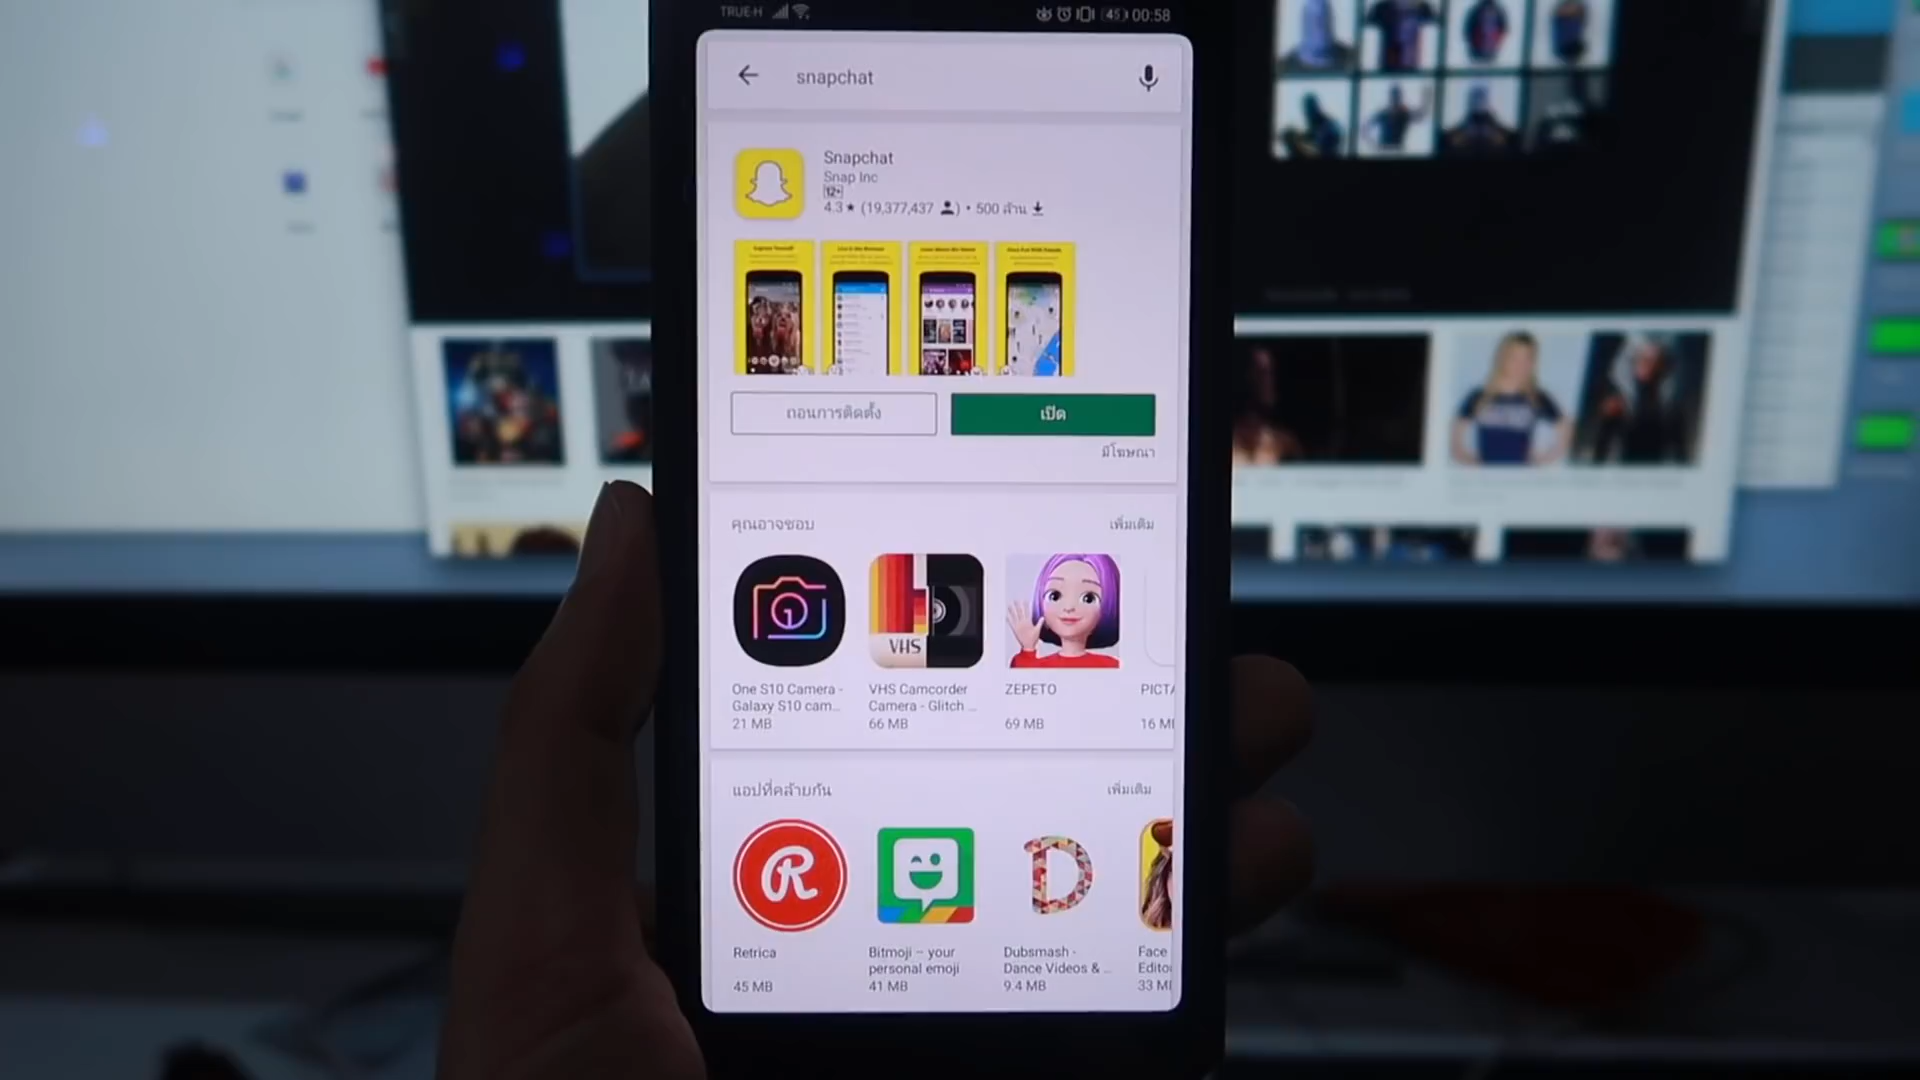 TRUE-H 45 00:58
snapchat
Snapchat
Snap Inc
12+
4.3 ★ (19,377,437 ) • 500 ล้าน
ถอนการติดตั้ง
เปิด
มีโฆษณา
คุณอาจชอบ
เพิ่มเติม
VHS
One S10 Camera -
Galaxy S10 cam...
21 MB
VHS Camcorder
Camera - Glitch ...
66 MB
ZEPETO
69 MB
PICTA
16 M
แอปที่คล้ายกัน
เพิ่มเติม
R
D
Retrica
45 MB
Bitmoji – your
personal emoji
41 MB
Dubsmash -
Dance Videos & ...
9.4 MB
Face
Edito
33 M